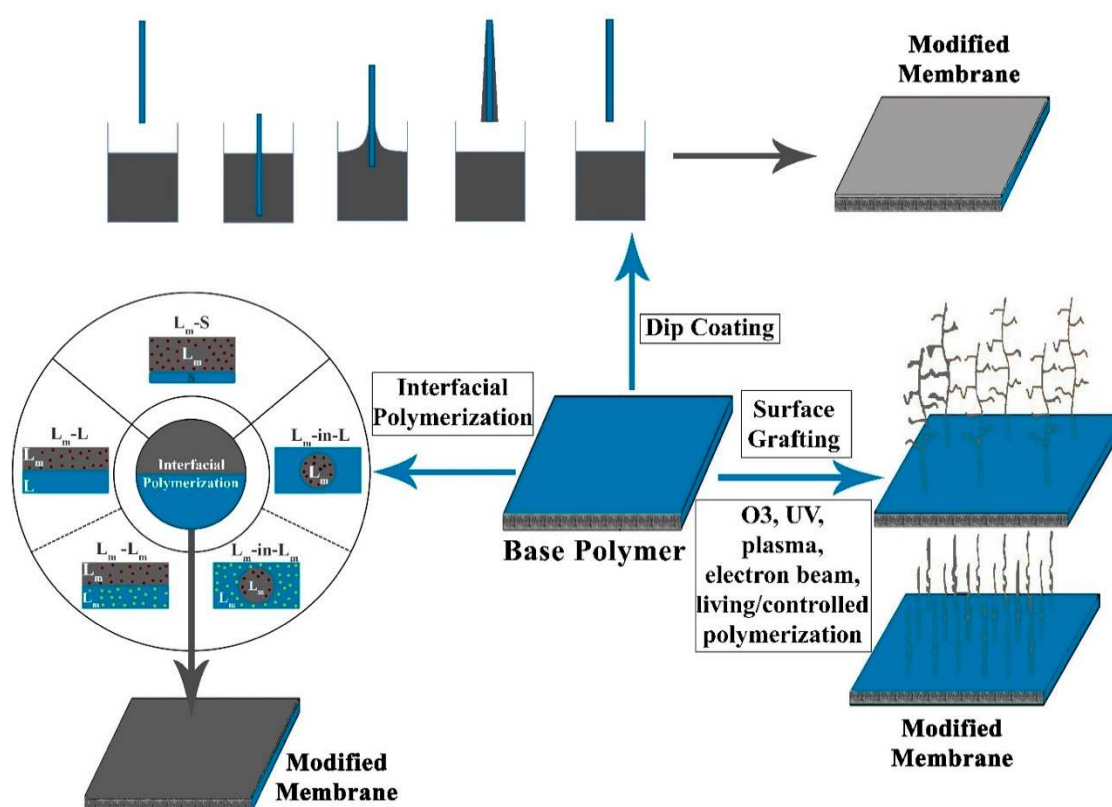 Modified
Membrane
Dip Coating
Interfacial
Polymerization
Surface
Grafting
O3, UV,
plasma,
electron beam,
living/controlled
polymerization
Base Polymer
Lm-S
Lm
S
Lm-L
Lm
L
Lm-in-L
Lm
Interfacial
Polymerization
Lm-Lm
Lm
Lm
Lm-in-Lm
Lm
Lm
Modified
Membrane
Modified
Membrane